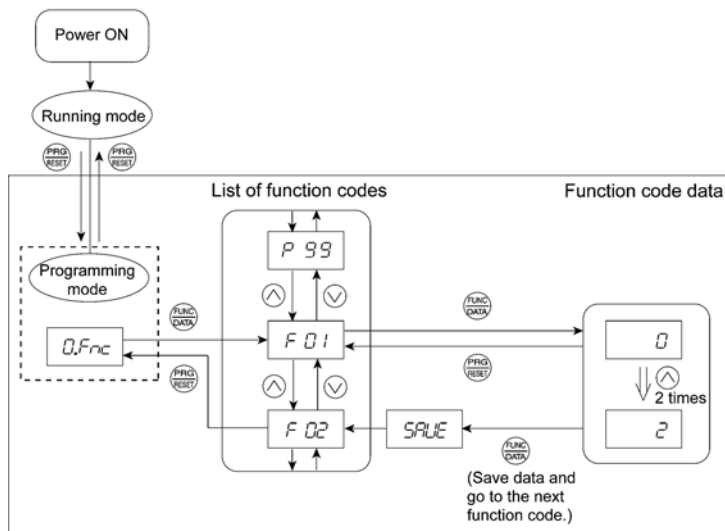 Power ON
Running mode
PRG
RESET
PRG
RESET
List of function codes
Function code data
P 99
Programming
mode
FUNC
DATA
FUNC
DATA
0.Fnc
F 01
0
PRG
RESET
PRG
RESET
2 times
F 02
SAVE
2
FUNC
DATA
(Save data and
go to the next
function code.)